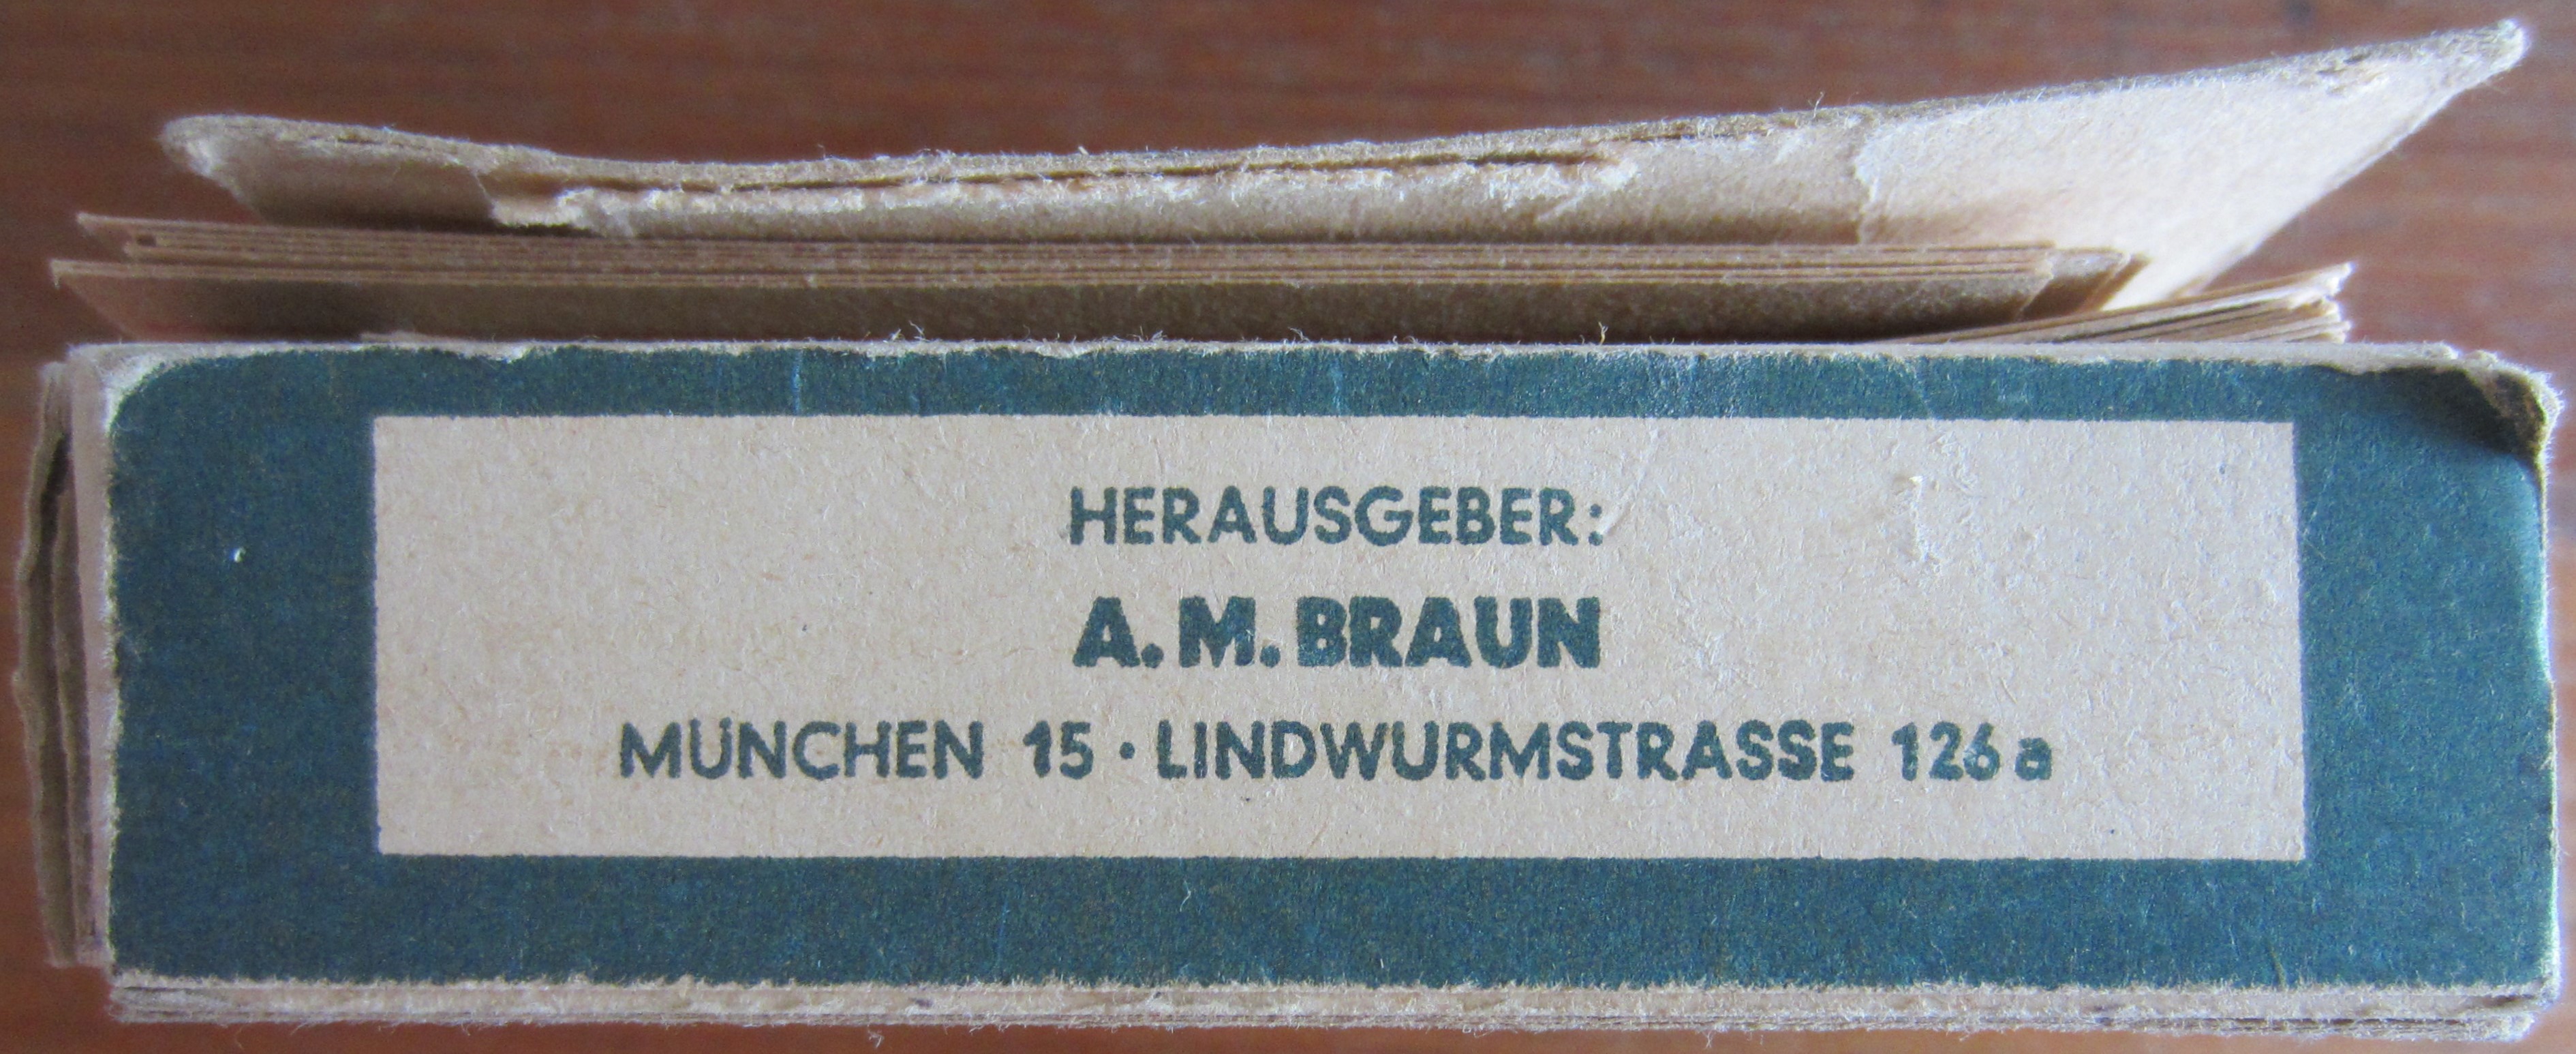 HERAUSGEBER:
A. M. BRAUN
MÜNCHEN 15 · LINDWURMSTRASSE 126 a